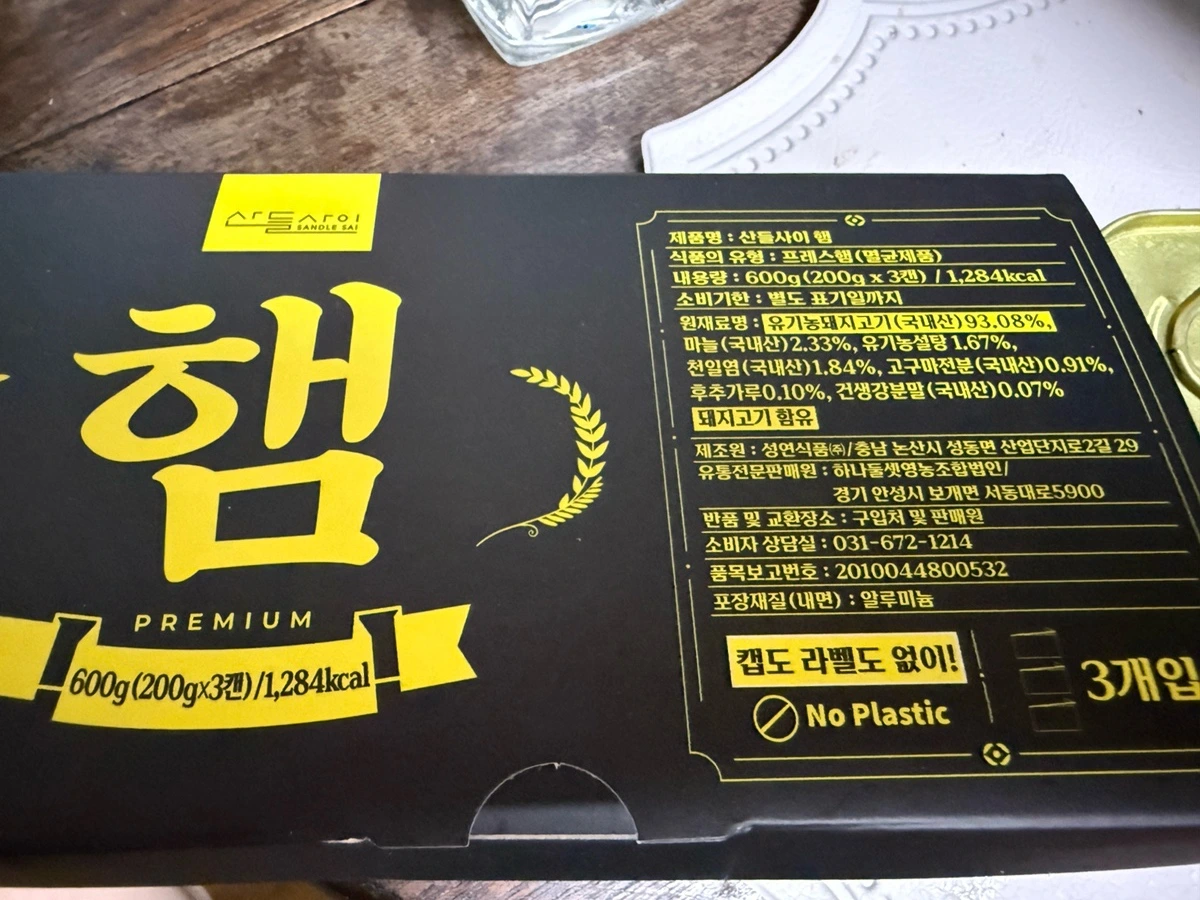 산들사이
SANDLE SAI
햄
PREMIUM
600g(200gx3캔)/1,284kcal
제품명 : 산들사이 햄
식품의 유형 : 프레스햄(멸균제품)
내용량 : 600g(200g x 3캔) / 1,284kcal
소비기한 : 별도 표기일까지
원재료명 : 유기농돼지고기(국내산)93.08%,
마늘(국내산)2.33%, 유기농설탕 1.67%,
천일염(국내산)1.84%, 고구마전분(국내산)0.91%,
후추가루0.10%, 건생강분말(국내산)0.07%
돼지고기 함유
제조원 : 성연식품㈜/충남 논산시 성동면 산업단지로2길 29
유통전문판매원 : 하나둘셋영농조합법인/
경기 안성시 보개면 서동대로5900
반품 및 교환장소 : 구입처 및 판매원
소비자 상담실 : 031-672-1214
품목보고번호 : 2010044800532
포장재질(내면) : 알루미늄
캡도 라벨도 없이!
No Plastic
3개입